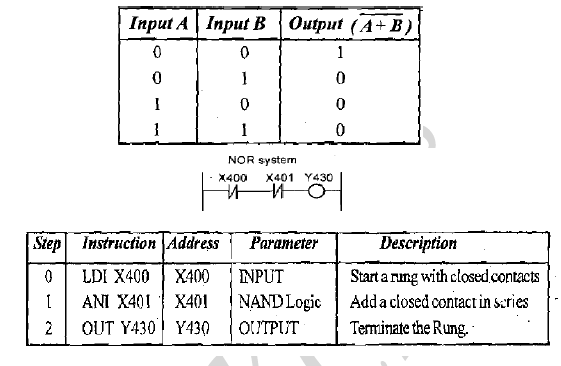 Input A Input B Output (A + B)
0 0 1
0 1 0
1 0 0
1 1 0
NOR system
X400 X401 Y430
Step Instruction Address Parameter Description
0 LDI X400 X400 INPUT Start a rung with closed contacts
1 ANI X401 X401 NAND Logic Add a closed contact in series
2 OUT Y430 Y430 OUTPUT Terminate the Rung.